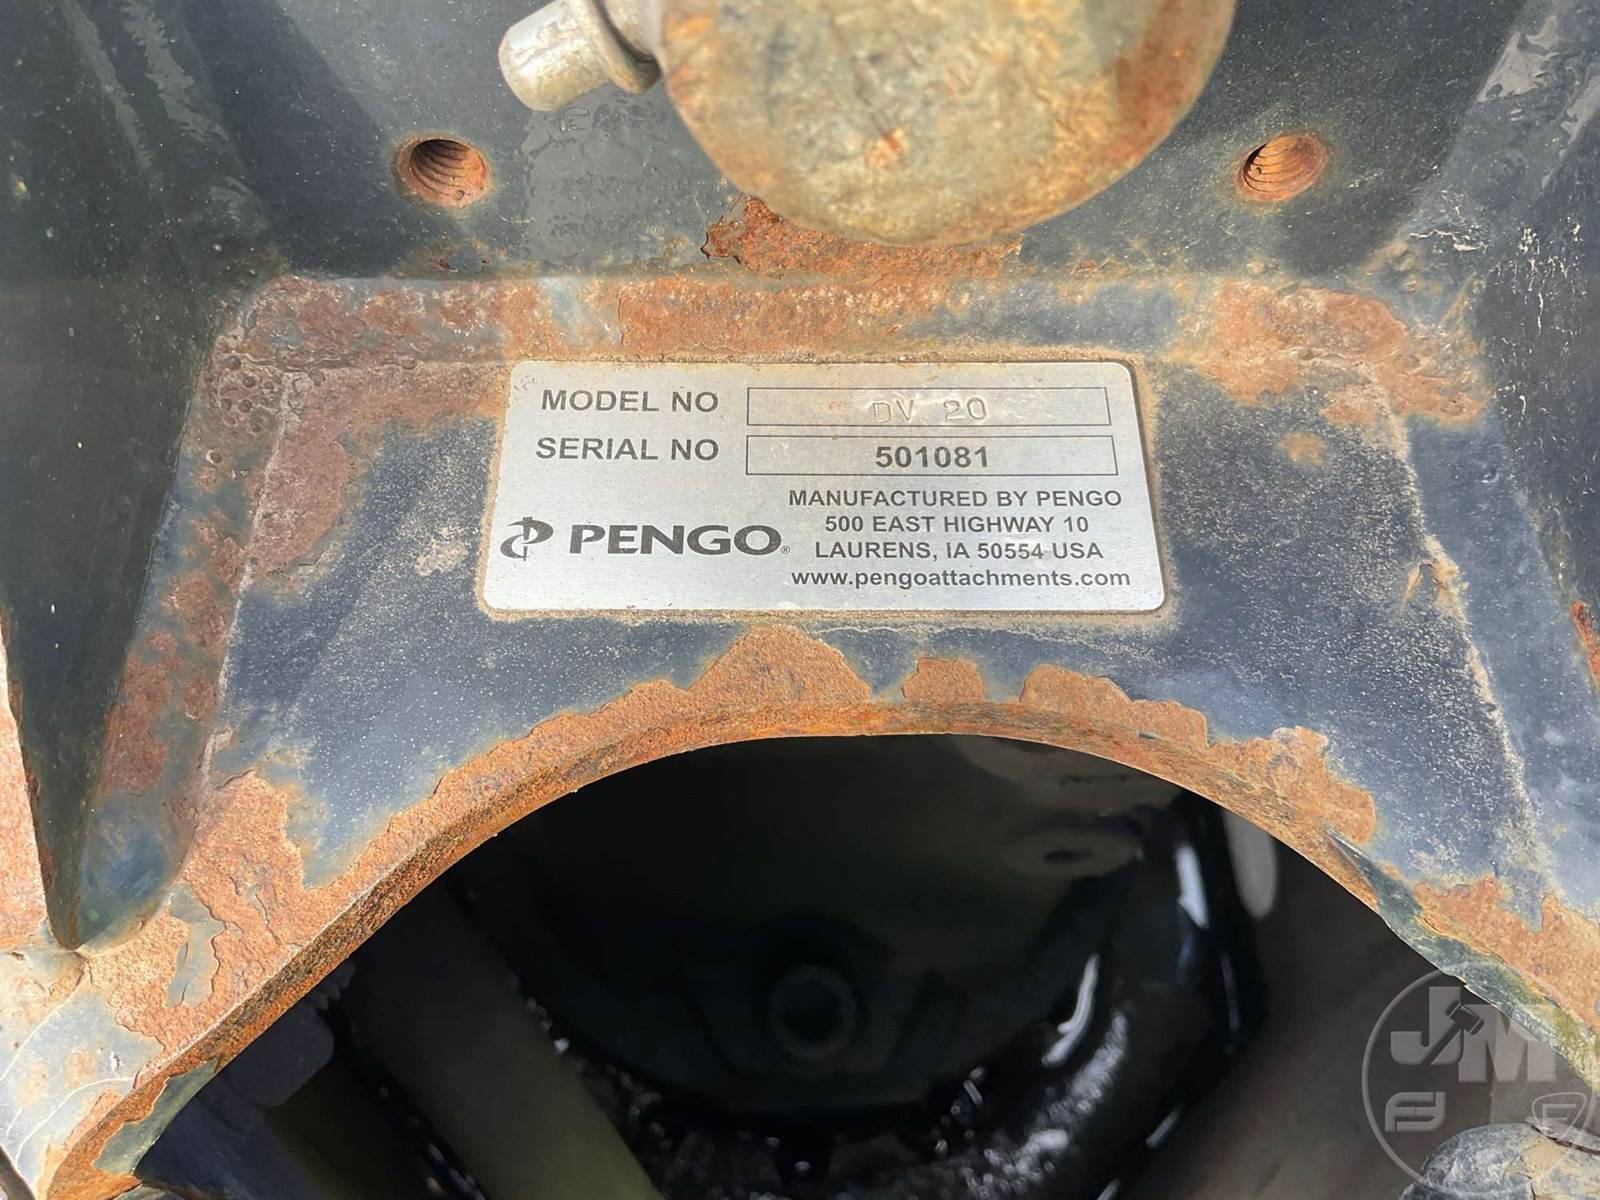 MODEL NO DV 20
SERIAL NO 501081
PENGO®
MANUFACTURED BY PENGO
500 EAST HIGHWAY 10
LAURENS, IA 50554 USA
www.pengoattachments.com
JM